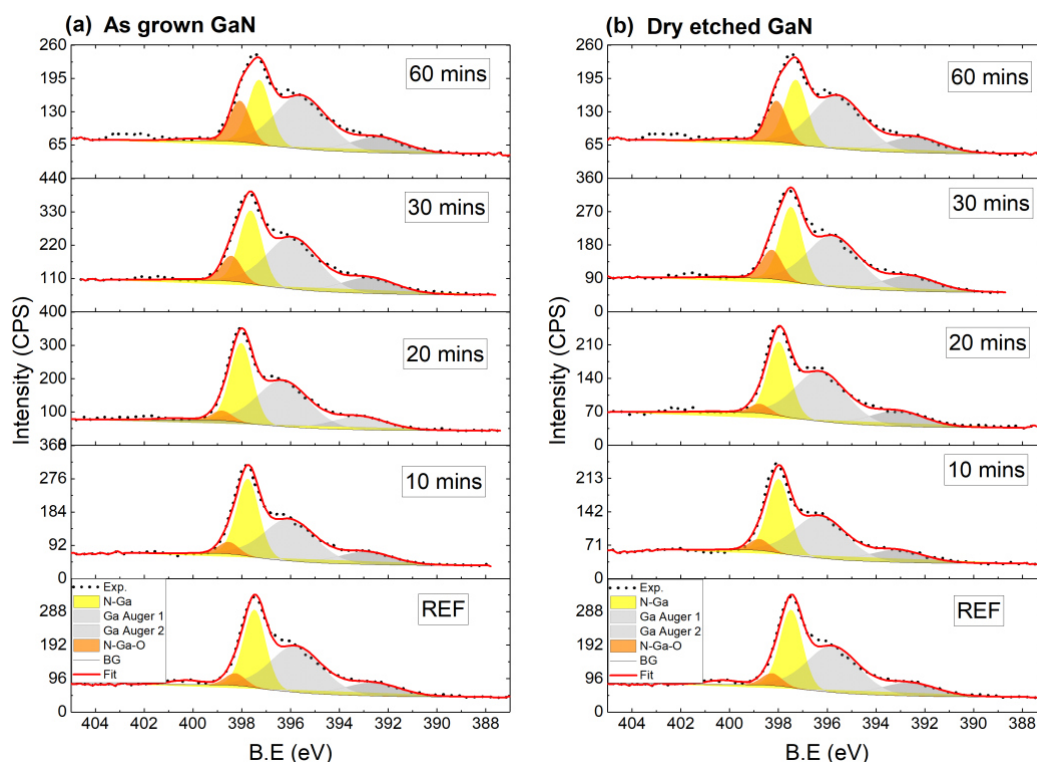 (a) As grown GaN
260
195
130
65
60 mins
440
330
220
110
30 mins
400
300
200
100
0
20 mins
368
276
184
92
0
10 mins
288
192
96
0
REF
Exp.
N-Ga
Ga Auger 1
Ga Auger 2
N-Ga-O
BG
Fit
Intensity (CPS)
404 402 400 398 396 394 392 390 388
B.E (eV)
(b) Dry etched GaN
260
195
130
65
60 mins
360
270
180
90
0
30 mins
210
140
70
0
20 mins
213
142
71
0
10 mins
288
192
96
0
REF
Exp.
N-Ga
Ga Auger 1
Ga Auger 2
N-Ga-O
BG
Fit
Intensity (CPS)
404 402 400 398 396 394 392 390 388
B.E (eV)